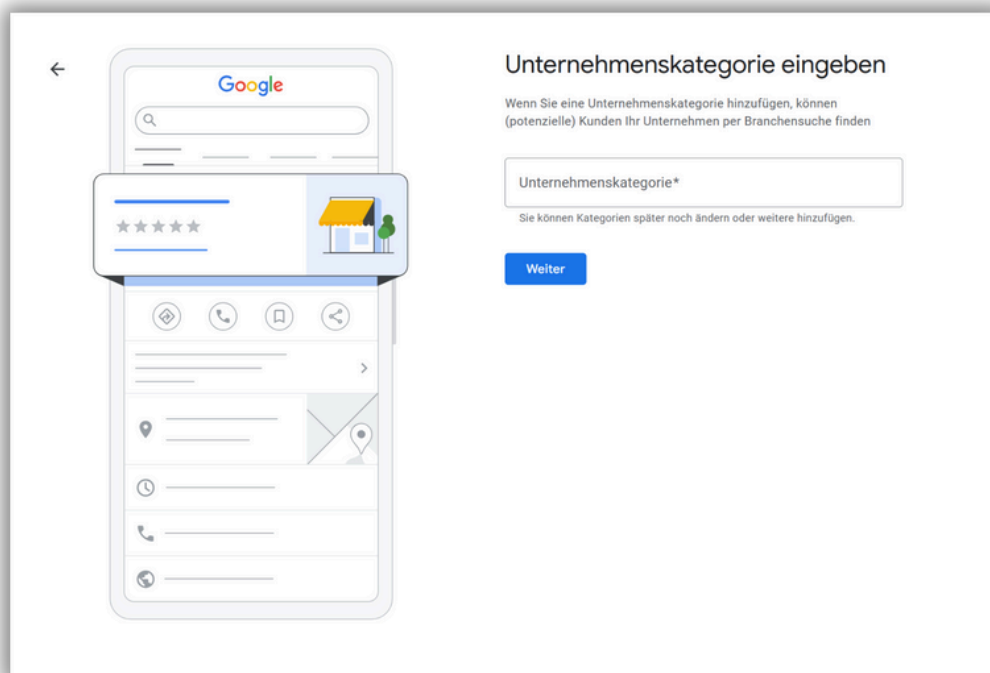 Google
Unternehmenskategorie eingeben
Wenn Sie eine Unternehmenskategorie hinzufügen, können
(potenzielle) Kunden Ihr Unternehmen per Branchensuche finden
Unternehmenskategorie*
Sie können Kategorien später noch ändern oder weitere hinzufügen.
Weiter